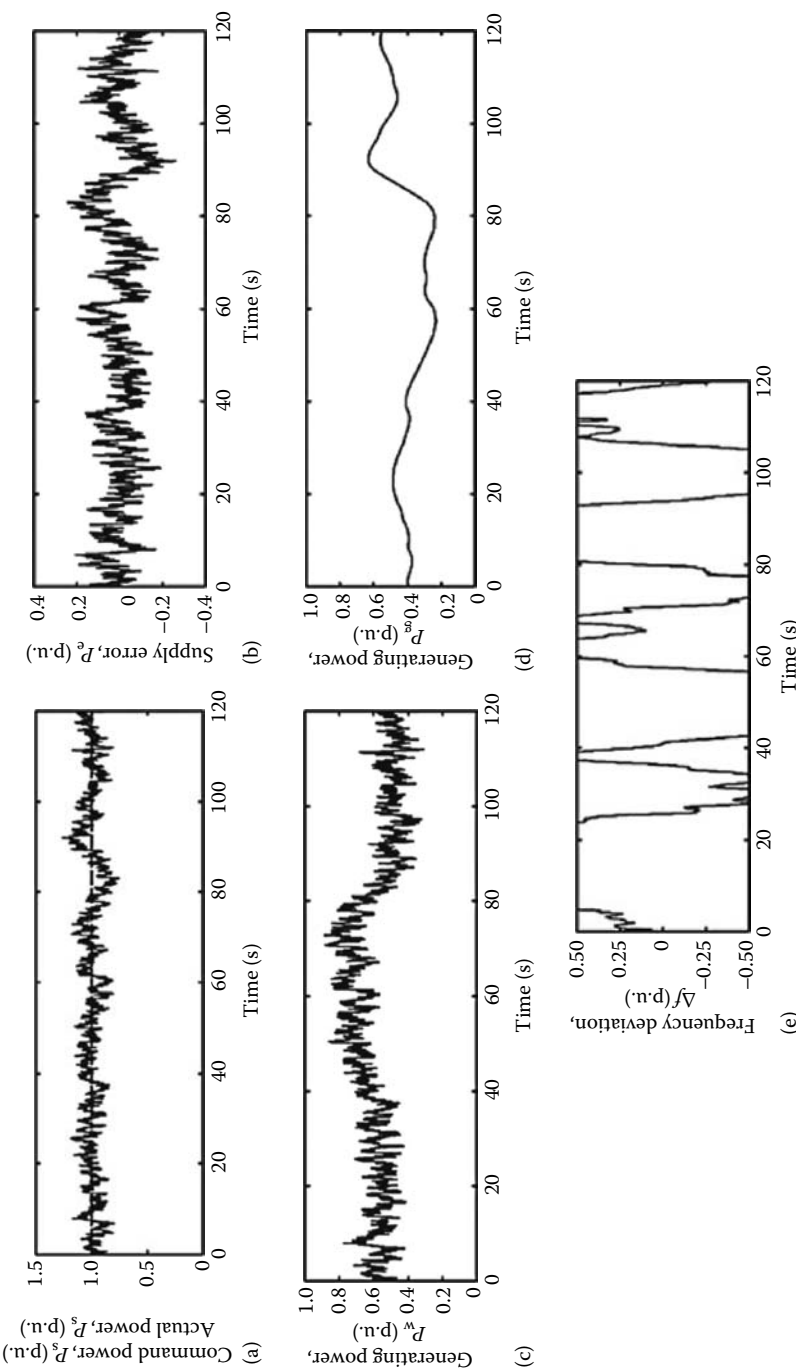 1.5
1.0
0.5
0
0 20 40 60 80 100 120
Time (s)
Command power, Ps (p.u.)
Actual power, Ps (p.u.)
(a)
0.4
0.2
0
−0.2
−0.4
0 20 40 60 80 100 120
Time (s)
Supply error, Pe (p.u.)
(b)
1.0
0.8
0.6
0.4
0.2
0
0 20 40 60 80 100 120
Time (s)
Generating power,
Pw (p.u.)
(c)
1.0
0.8
0.6
0.4
0.2
0
0 20 40 60 80 100 120
Time (s)
Generating power,
Pg (p.u.)
(d)
0.50
0.25
0
−0.25
−0.50
0 20 40 60 80 100 120
Time (s)
Frequency deviation,
Δf (p.u.)
(e)